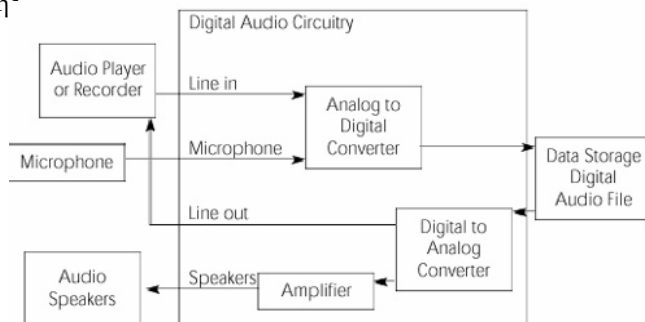 Digital Audio Circuitry
Audio Player
or Recorder
Line in
Analog to
Digital
Converter
Microphone
Microphone
Data Storage
Digital
Audio File
Line out
Digital to
Analog
Converter
Audio
Speakers
Speakers
Amplifier